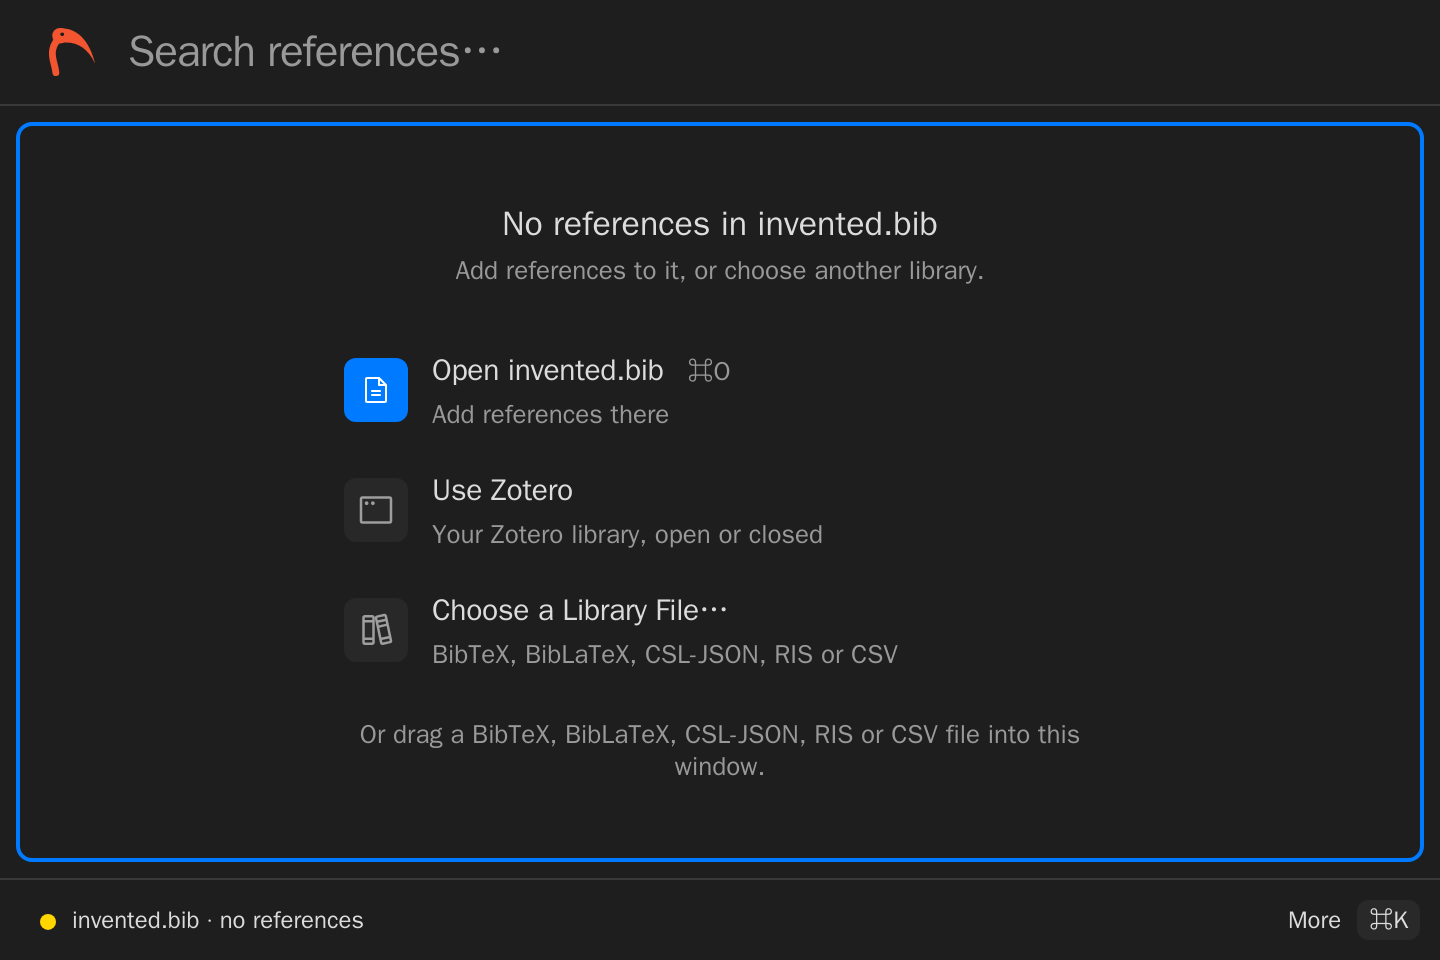 Search references···
No references in invented.bib
Add references to it, or choose another library.
Open invented.bib ⌘O
Add references there
Use Zotero
Your Zotero library, open or closed
Choose a Library File···
BibTeX, BibLaTeX, CSL-JSON, RIS or CSV
Or drag a BibTeX, BibLaTeX, CSL-JSON, RIS or CSV file into this
window.
invented.bib · no references
More ⌘K